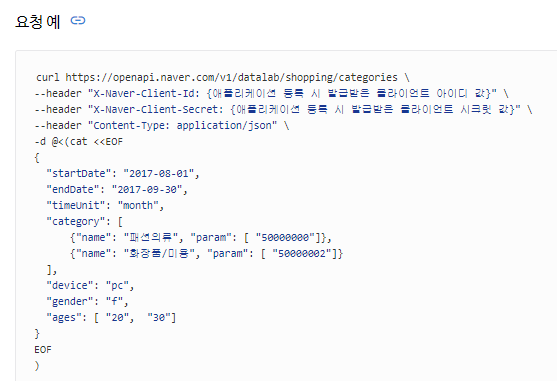 요청 예
curl https://openapi.naver.com/v1/datalab/shopping/categories \
--header "X-Naver-Client-Id: {애플리케이션 등록 시 발급받은 클라이언트 아이디 값}" \
--header "X-Naver-Client-Secret: {애플리케이션 등록 시 발급받은 클라이언트 시크릿 값}" \
--header "Content-Type: application/json" \
-d @<(cat <<EOF
{
  "startDate": "2017-08-01",
  "endDate": "2017-09-30",
  "timeUnit": "month",
  "category": [
      {"name": "패션의류", "param": [ "50000000"]},
      {"name": "화장품/미용", "param": [ "50000002"]}
  ],
  "device": "pc",
  "gender": "f",
  "ages": [ "20",  "30"]
}
EOF
)